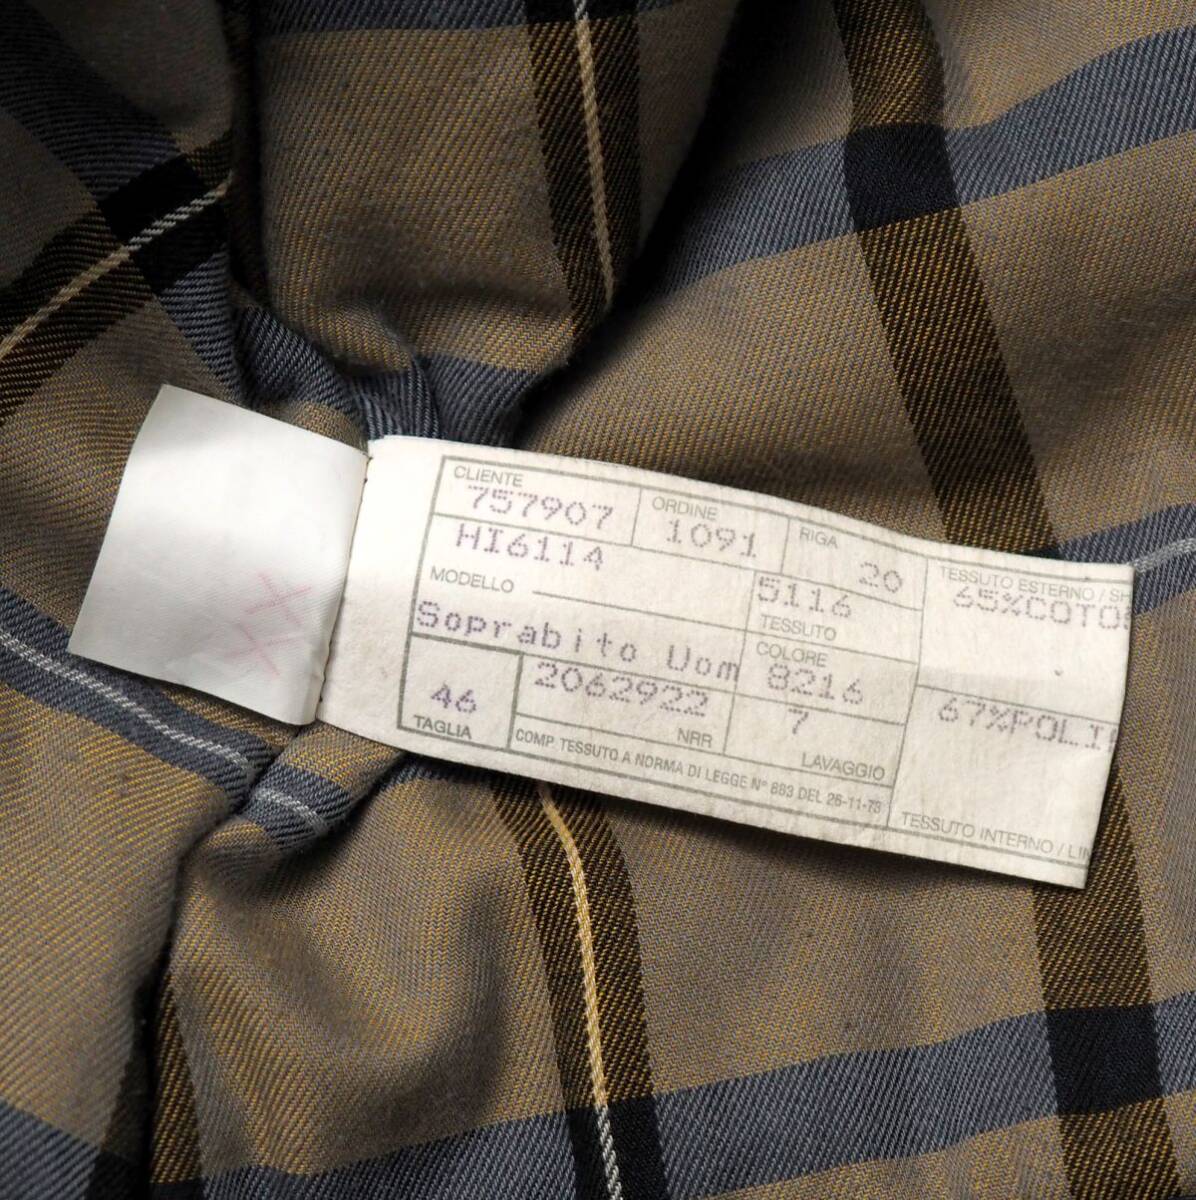 CLIENTE
757907
ORDINE
1091
RIGA
20
HI6114
MODELLO
Soprabito Uom
5116
TESSUTO
COLORE
8216
46
TAGLIA
2062922
NRR
7
LAVAGGIO
COMP. TESSUTO A NORMA DI LEGGE N° 883 DEL 26-11-73
TESSUTO ESTERNO / SH
65%COTO
67%POLI
TESSUTO INTERNO / LI